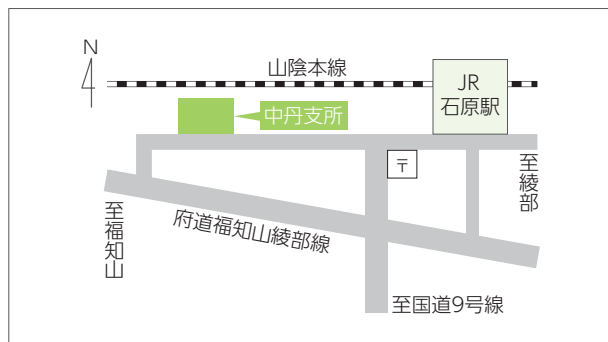 N
山陰本線
JR
石原駅
中丹支所
〒
至綾部
至福知山
府道福知山綾部線
至国道9号線